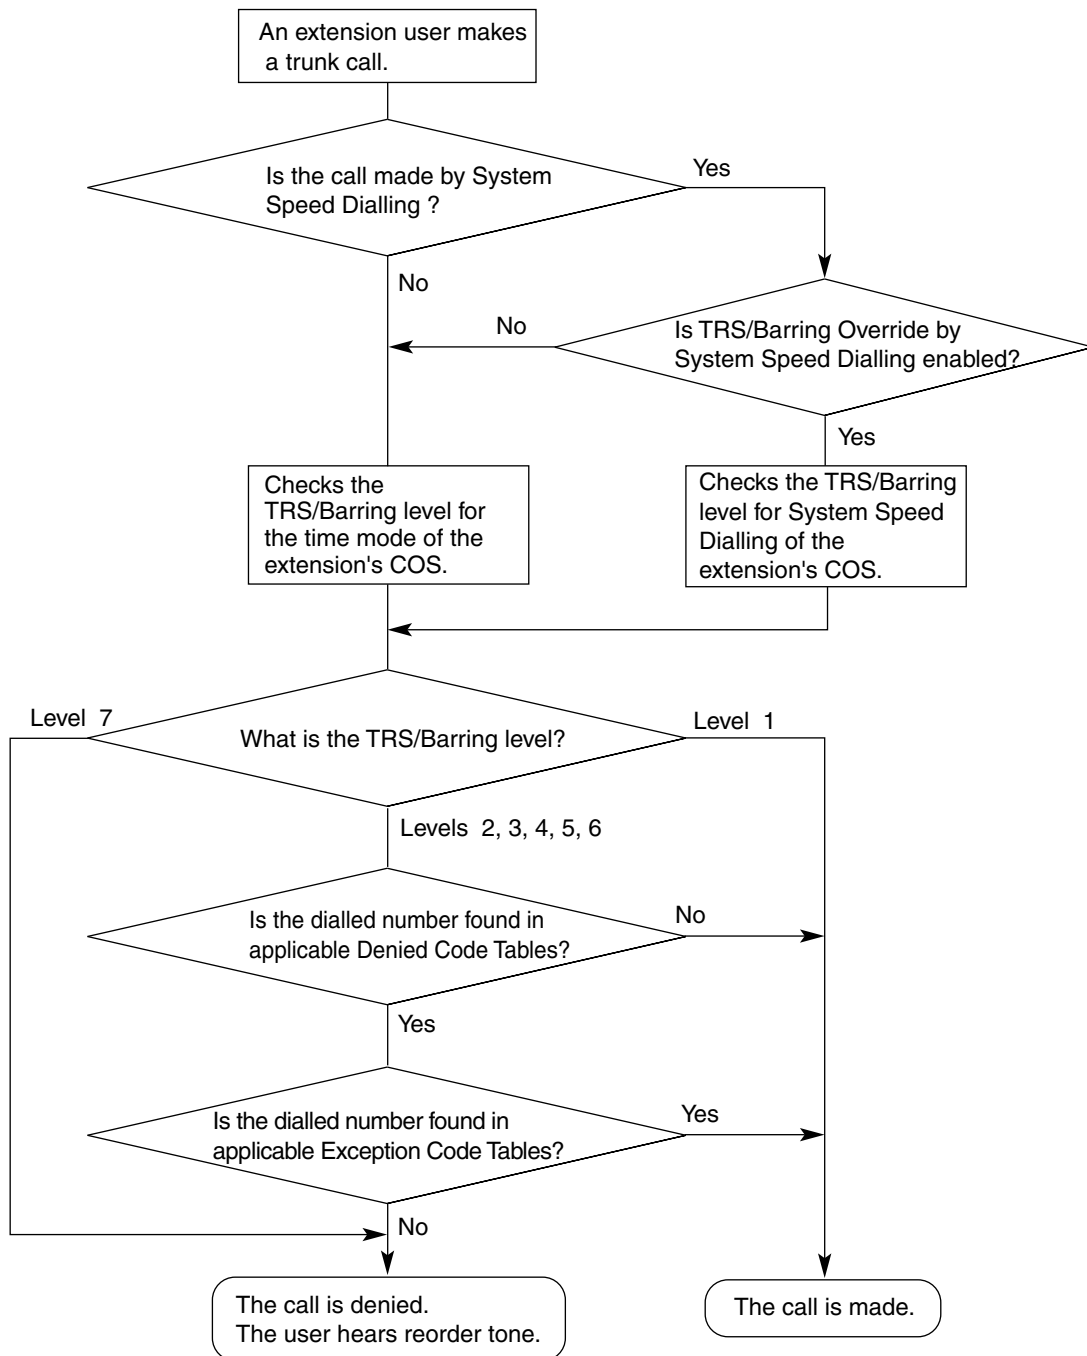 An extension user makes
a trunk call.
Is the call made by System
Speed Dialling ?
Yes
No
Is TRS/Barring Override by
System Speed Dialling enabled?
No
Yes
Checks the
TRS/Barring level for
the time mode of the
extension's COS.
Checks the TRS/Barring
level for System Speed
Dialling of the
extension's COS.
What is the TRS/Barring level?
Level 7
Level 1
Levels 2, 3, 4, 5, 6
Is the dialled number found in
applicable Denied Code Tables?
No
Yes
Is the dialled number found in
applicable Exception Code Tables?
Yes
No
The call is denied.
The user hears reorder tone.
The call is made.